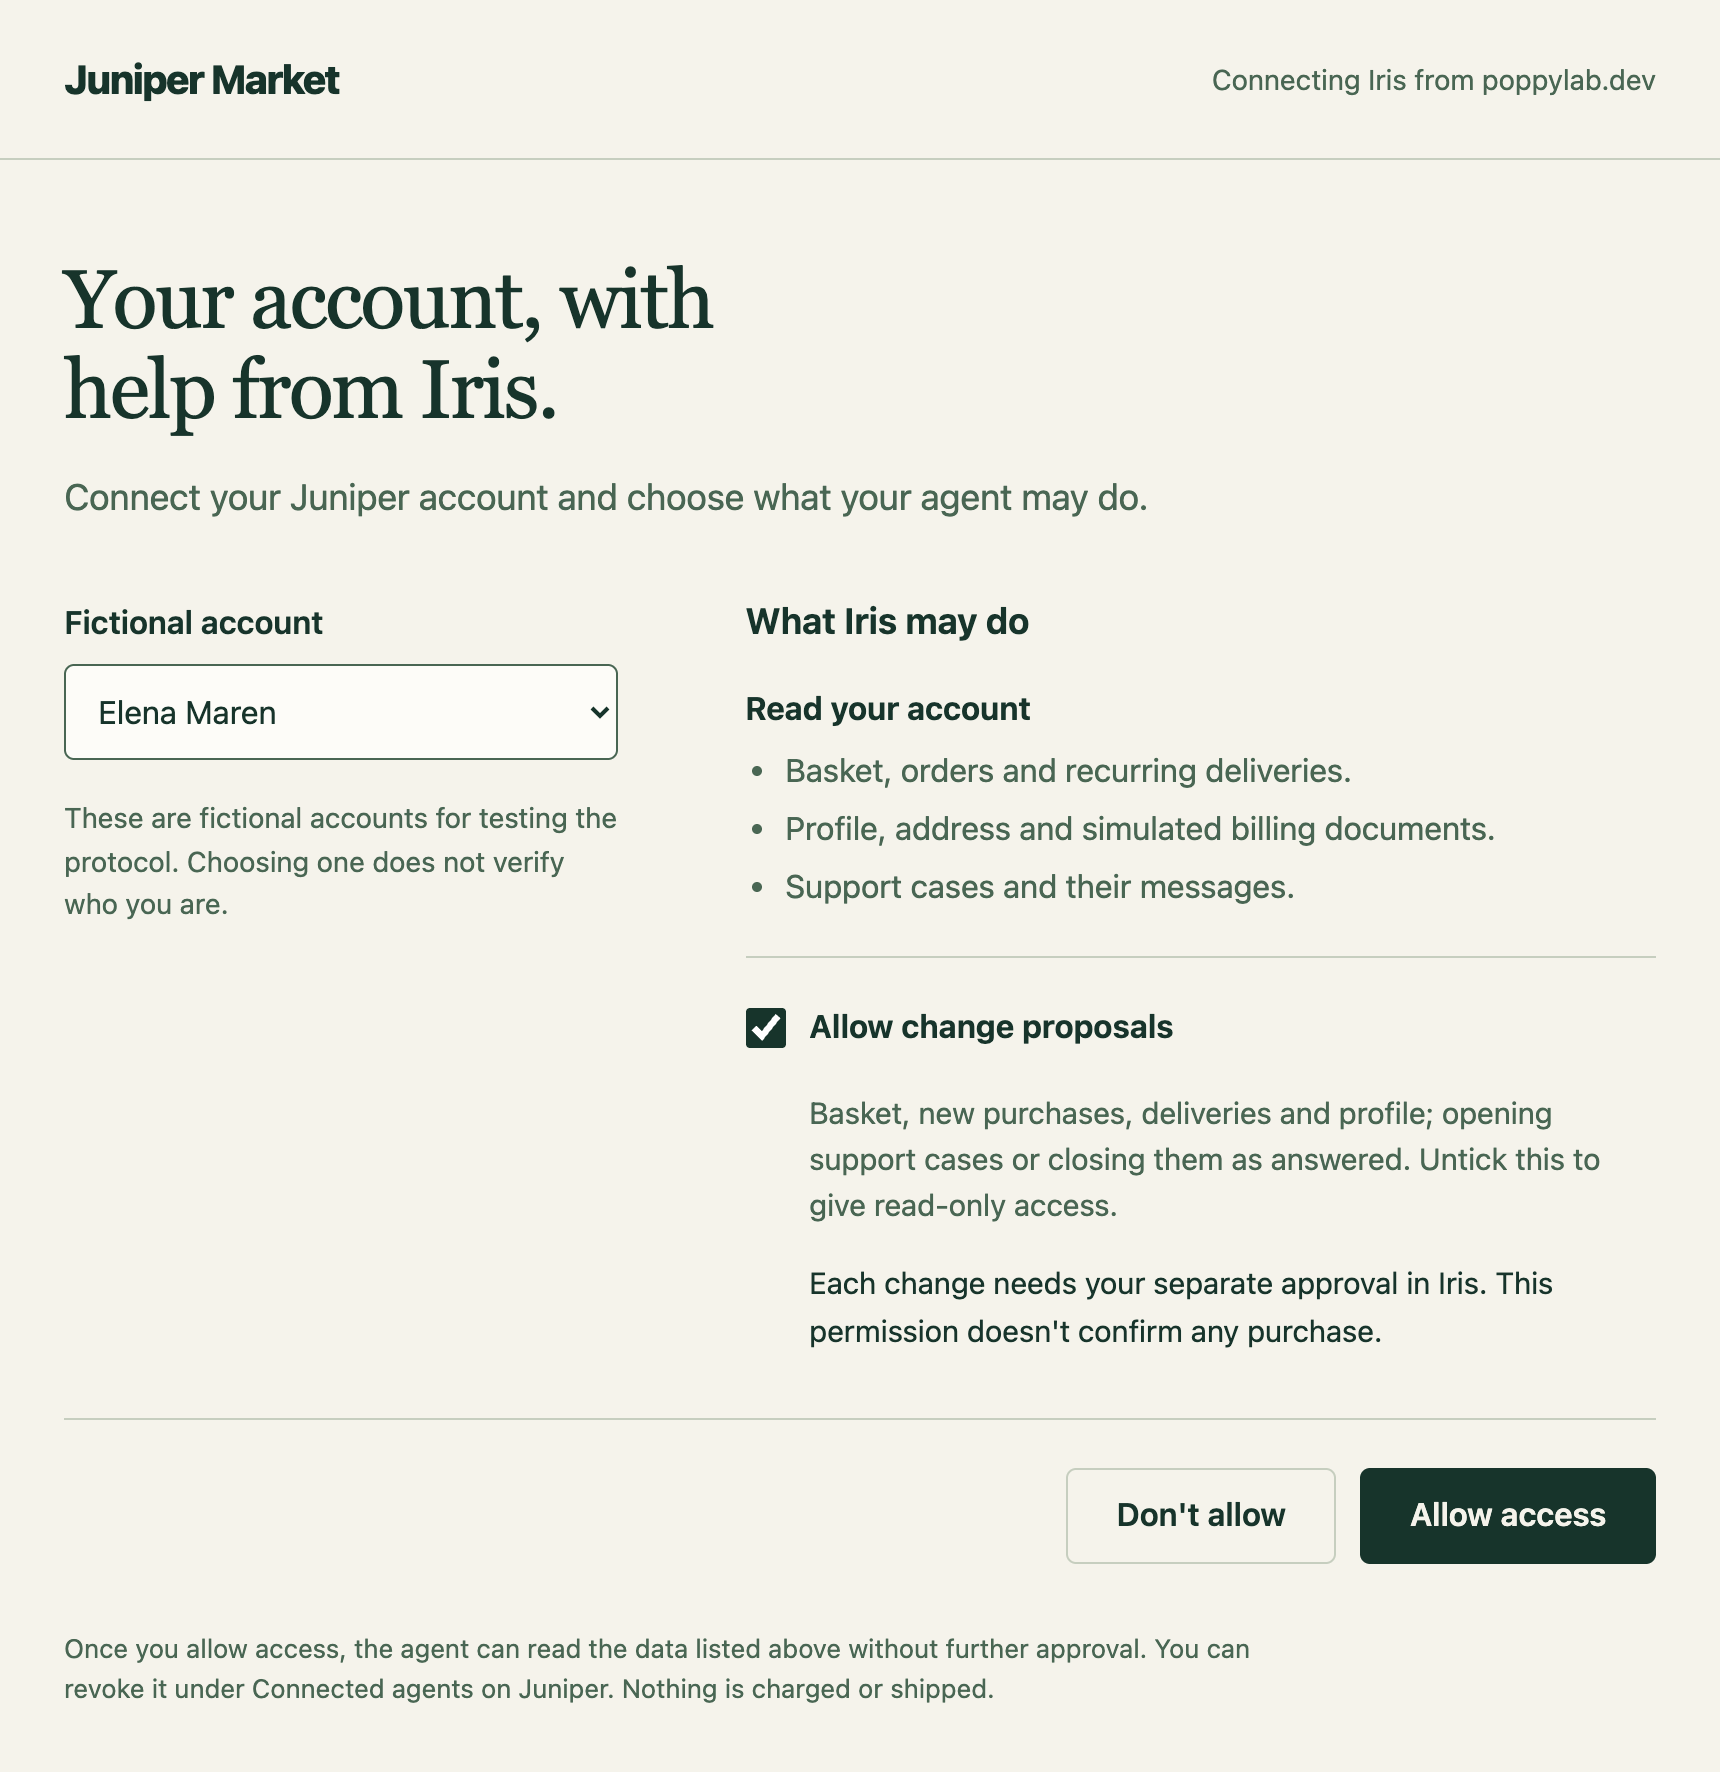 Juniper Market
Connecting Iris from poppylab.dev
Your account, with
help from Iris.
Connect your Juniper account and choose what your agent may do.
Fictional account
Elena Maren
These are fictional accounts for testing the
protocol. Choosing one does not verify
who you are.
What Iris may do
Read your account
• Basket, orders and recurring deliveries.
• Profile, address and simulated billing documents.
• Support cases and their messages.
Allow change proposals
Basket, new purchases, deliveries and profile; opening
support cases or closing them as answered. Untick this to
give read-only access.
Each change needs your separate approval in Iris. This
permission doesn't confirm any purchase.
Don't allow
Allow access
Once you allow access, the agent can read the data listed above without further approval. You can
revoke it under Connected agents on Juniper. Nothing is charged or shipped.